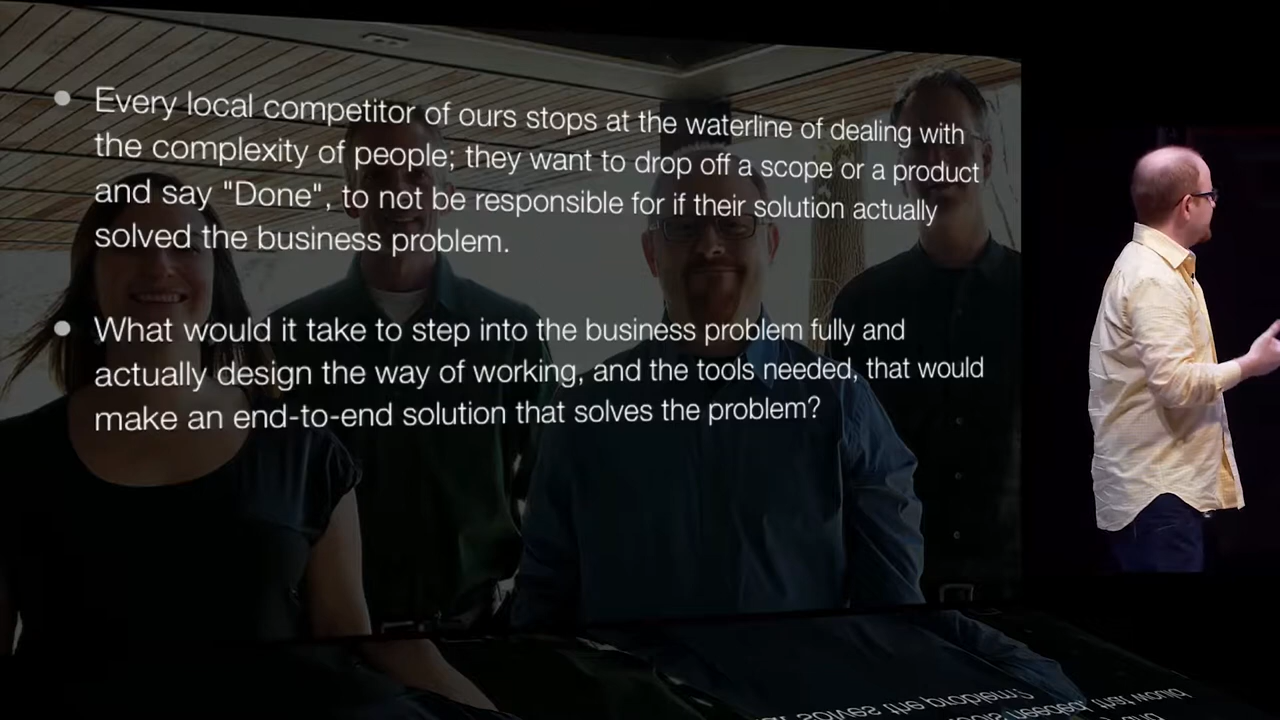 • Every local competitor of ours stops at the waterline of dealing with
the complexity of people; they want to drop off a scope or a product
and say "Done", to not be responsible for if their solution actually
solved the business problem.
• What would it take to step into the business problem fully and
actually design the way of working, and the tools needed, that would
make an end-to-end solution that solves the problem?